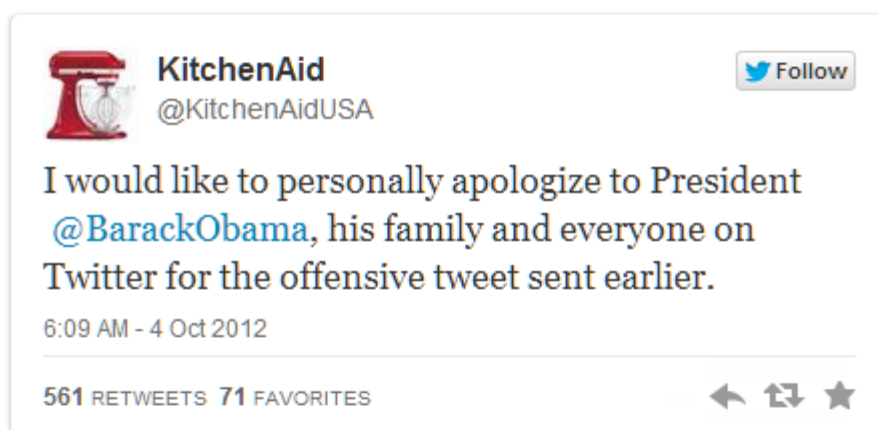 KitchenAid
Follow
@KitchenAidUSA
I would like to personally apologize to President
@BarackObama, his family and everyone on
Twitter for the offensive tweet sent earlier.
6:09 AM - 4 Oct 2012
561 RETWEETS 71 FAVORITES